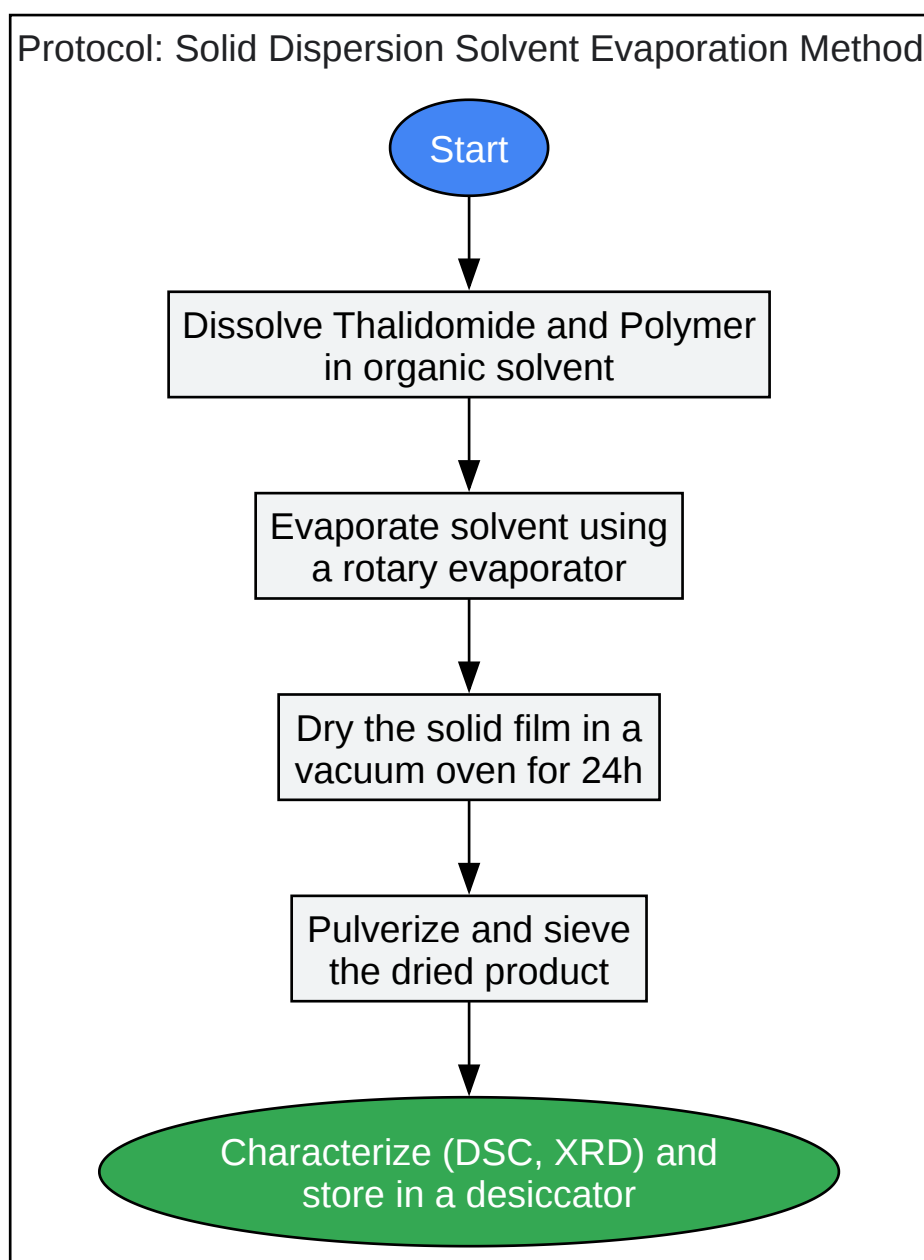 Protocol: Solid Dispersion Solvent Evaporation Method
Start
Dissolve Thalidomide and Polymer
in organic solvent
Evaporate solvent using
a rotary evaporator
Dry the solid film in a
vacuum oven for 24h
Pulverize and sieve
the dried product
Characterize (DSC, XRD) and
store in a desiccator